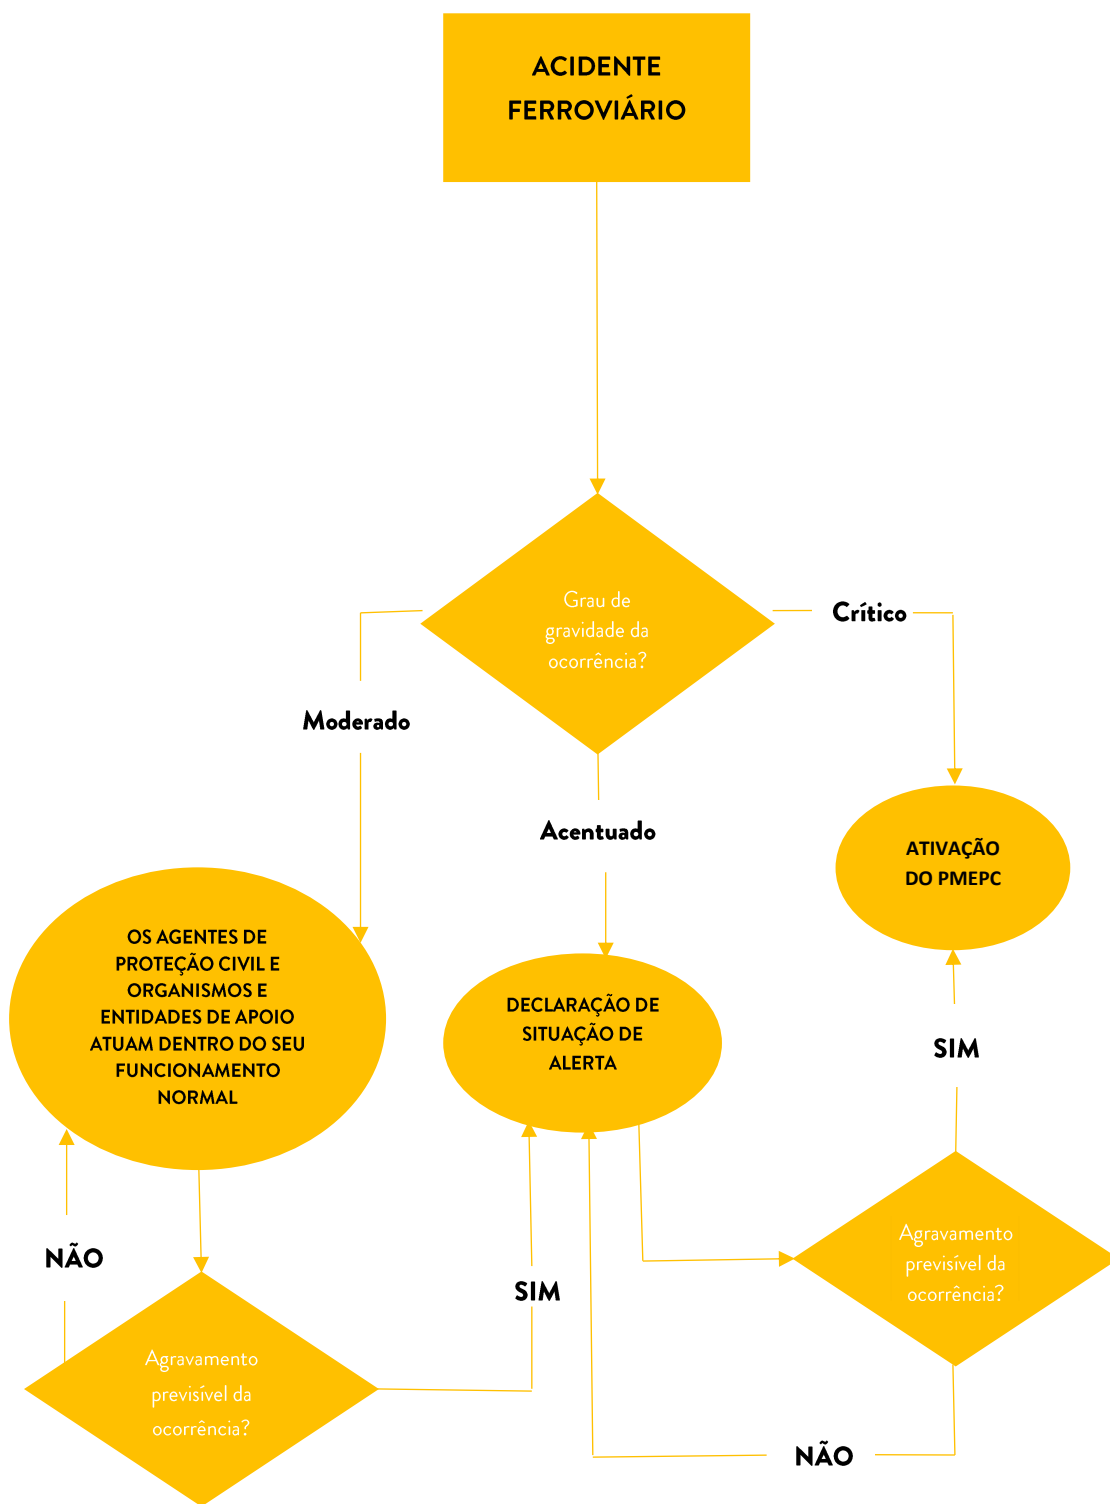 ACIDENTE
FERROVIÁRIO
Grau de
gravidade da
ocorrência?
Crítico
Moderado
Acentuado
ATIVAÇÃO
DO PMEPC
OS AGENTES DE
PROTEÇÃO CIVIL E
ORGANISMOS E
ENTIDADES DE APOIO
ATUAM DENTRO DO SEU
FUNCIONAMENTO
NORMAL
DECLARAÇÃO DE
SITUAÇÃO DE
ALERTA
SIM
NÃO
SIM
Agravamento
previsível da
ocorrência?
Agravamento
previsível da
ocorrência?
NÃO